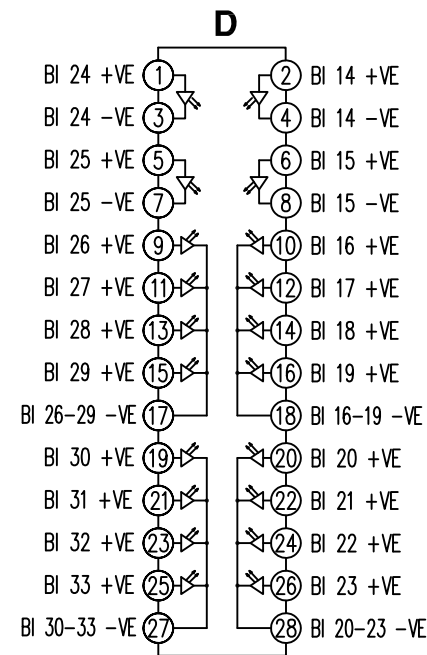 D
BI 24 +VE 1 2 BI 14 +VE
BI 24 -VE 3 4 BI 14 -VE
BI 25 +VE 5 6 BI 15 +VE
BI 25 -VE 7 8 BI 15 -VE
BI 26 +VE 9 10 BI 16 +VE
BI 27 +VE 11 12 BI 17 +VE
BI 28 +VE 13 14 BI 18 +VE
BI 29 +VE 15 16 BI 19 +VE
BI 26-29 -VE 17 18 BI 16-19 -VE
BI 30 +VE 19 20 BI 20 +VE
BI 31 +VE 21 22 BI 21 +VE
BI 32 +VE 23 24 BI 22 +VE
BI 33 +VE 25 26 BI 23 +VE
BI 30-33 -VE 27 28 BI 20-23 -VE